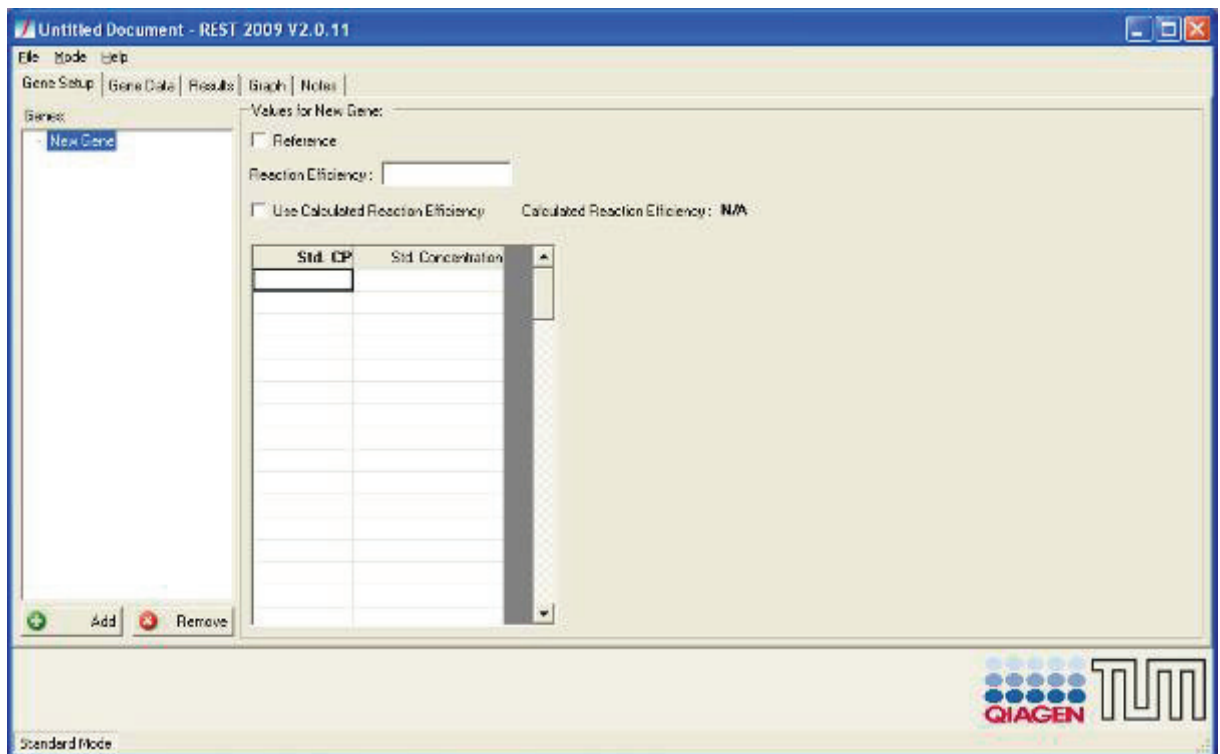 Untitled Document - REST 2009 V2.0.11
File Mode Help
Gene Setup Gene Data Results Graph Notes
Genes:
New Gene
Values for New Gene:
Reference
Reaction Efficiency:
Use Calculated Reaction Efficiency Calculated Reaction Efficiency: N/A
Std. CP Std. Concentration
Add Remove
QIAGEN TUM
Standard Mode